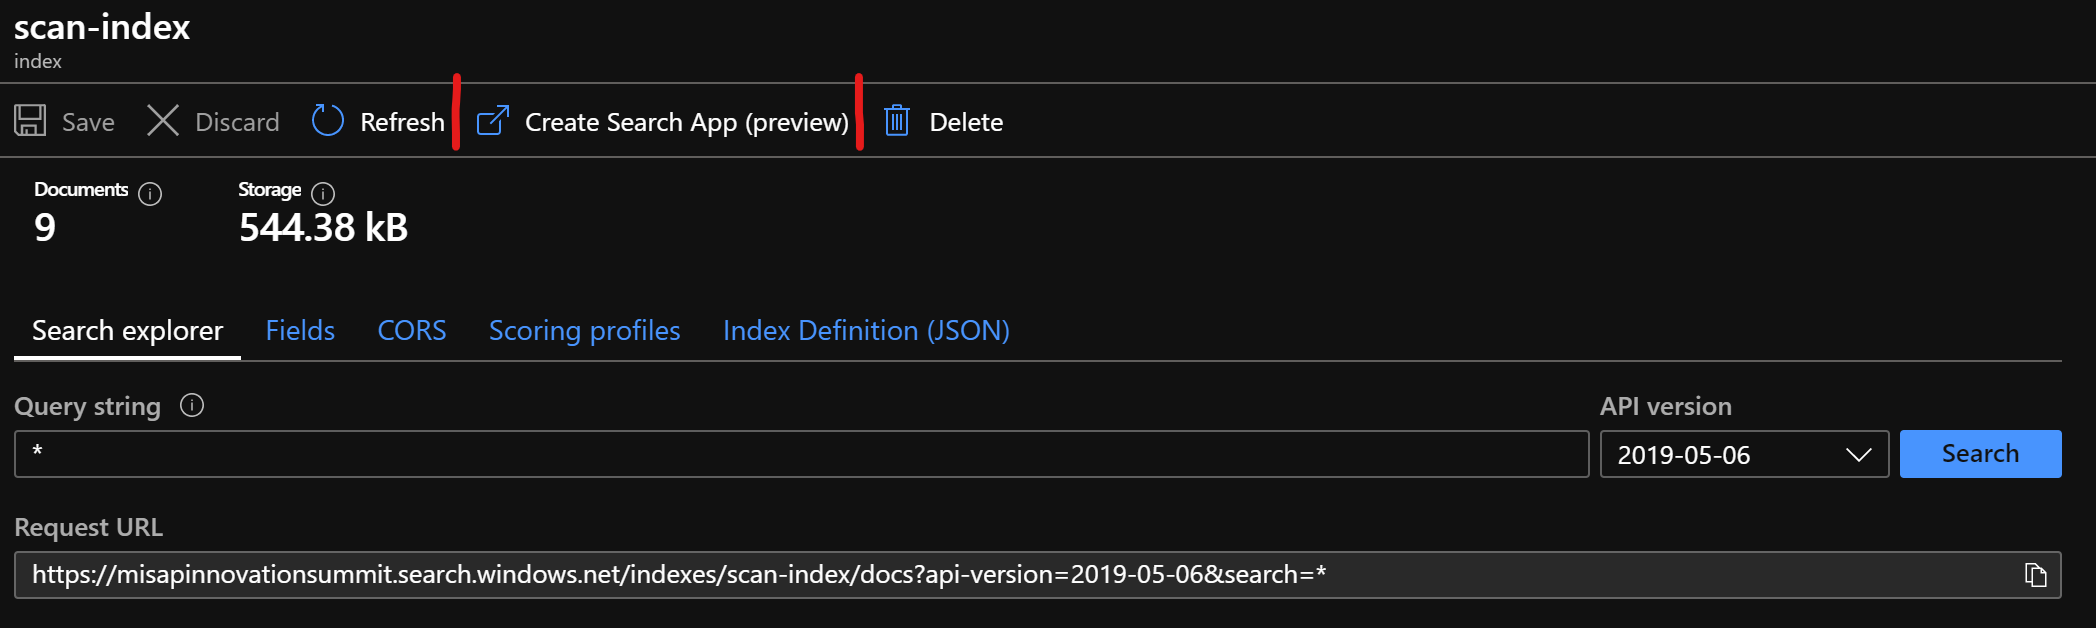 scan-index
index
Save Discard Refresh Create Search App (preview) Delete
Documents Storage
9 544.38 kB
Search explorer Fields CORS Scoring profiles Index Definition (JSON)
Query string API version
* 2019-05-06 Search
Request URL
https://misapinnovationsummit.search.windows.net/indexes/scan-index/docs?api-version=2019-05-06&search=*